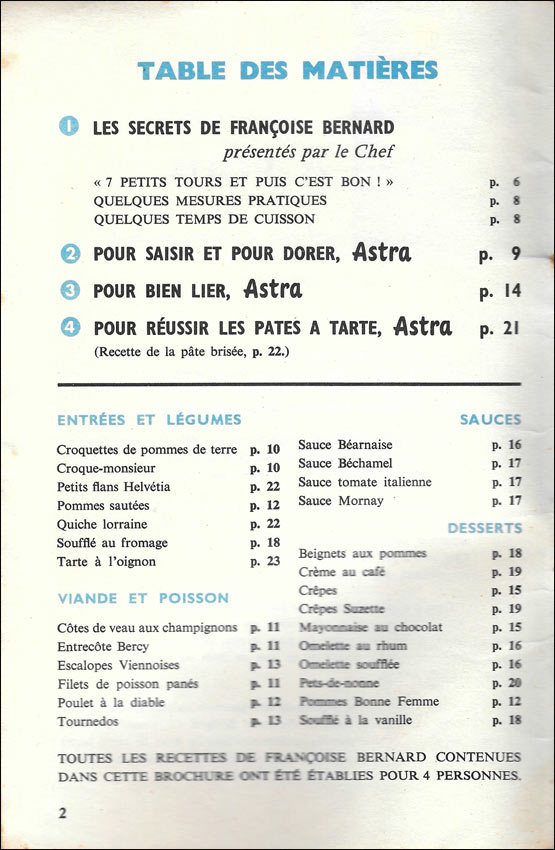 TABLE DES MATIÈRES
1 LES SECRETS DE FRANÇOISE BERNARD
présentés par le Chef
« 7 PETITS TOURS ET PUIS C'EST BON ! » p. 6
QUELQUES MESURES PRATIQUES p. 8
QUELQUES TEMPS DE CUISSON p. 8
2 POUR SAISIR ET POUR DORER, Astra p. 9
3 POUR BIEN LIER, Astra p. 14
4 POUR RÉUSSIR LES PATES A TARTE, Astra p. 21
(Recette de la pâte brisée, p. 22.)
ENTRÉES ET LÉGUMES
Croquettes de pommes de terre p. 10
Croque-monsieur p. 10
Petits flans Helvétia p. 22
Pommes sautées p. 12
Quiche lorraine p. 22
Soufflé au fromage p. 18
Tarte à l'oignon p. 23
VIANDE ET POISSON
Côtes de veau aux champignons p. 11
Entrecôte Bercy p. 11
Escalopes Viennoises p. 13
Filets de poisson panés p. 11
Poulet à la diable p. 12
Tournedos p. 13
SAUCES
Sauce Béarnaise p. 16
Sauce Béchamel p. 17
Sauce tomate italienne p. 17
Sauce Mornay p. 17
DESSERTS
Beignets aux pommes p. 18
Crème au café p. 19
Crêpes p. 15
Crêpes Suzette p. 19
Mayonnaise au chocolat p. 15
Omelette au rhum p. 16
Omelette soufflée p. 16
Pets-de-nonne p. 20
Pommes Bonne Femme p. 12
Soufflé à la vanille p. 18
TOUTES LES RECETTES DE FRANÇOISE BERNARD CONTENUES
DANS CETTE BROCHURE ONT ÉTÉ ÉTABLIES POUR 4 PERSONNES.
2